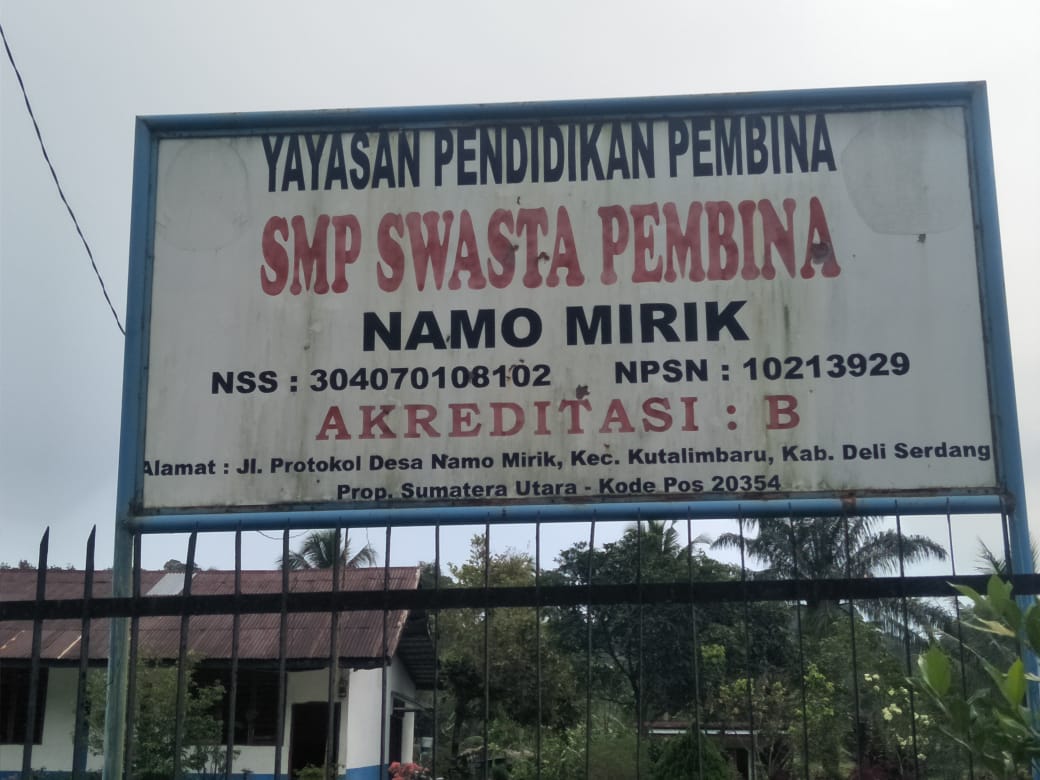 YAYASAN PENDIDIKAN PEMBINA
SMP SWASTA PEMBINA
NAMO MIRIK
NSS : 304070108102 NPSN : 10213929
AKREDITASI : B
Alamat : Jl. Protokol Desa Namo Mirik, Kec. Kutalimbaru, Kab. Deli Serdang
Prop. Sumatera Utara - Kode Pos 20354